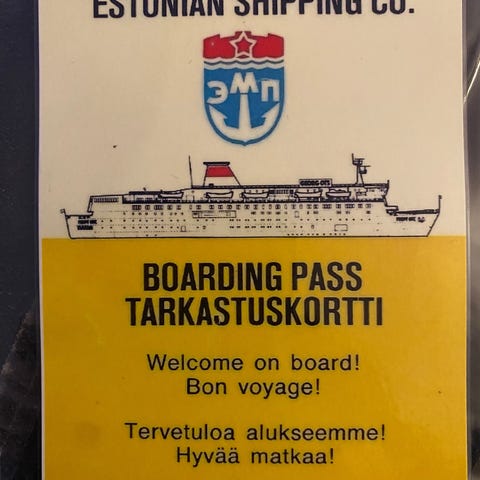 ESTONIAN SHIPPING CO.
ЭМП
BOARDING PASS
TARKASTUSKORTTI
Welcome on board!
Bon voyage!
Tervetuloa alukseemme!
Hyvää matkaa!